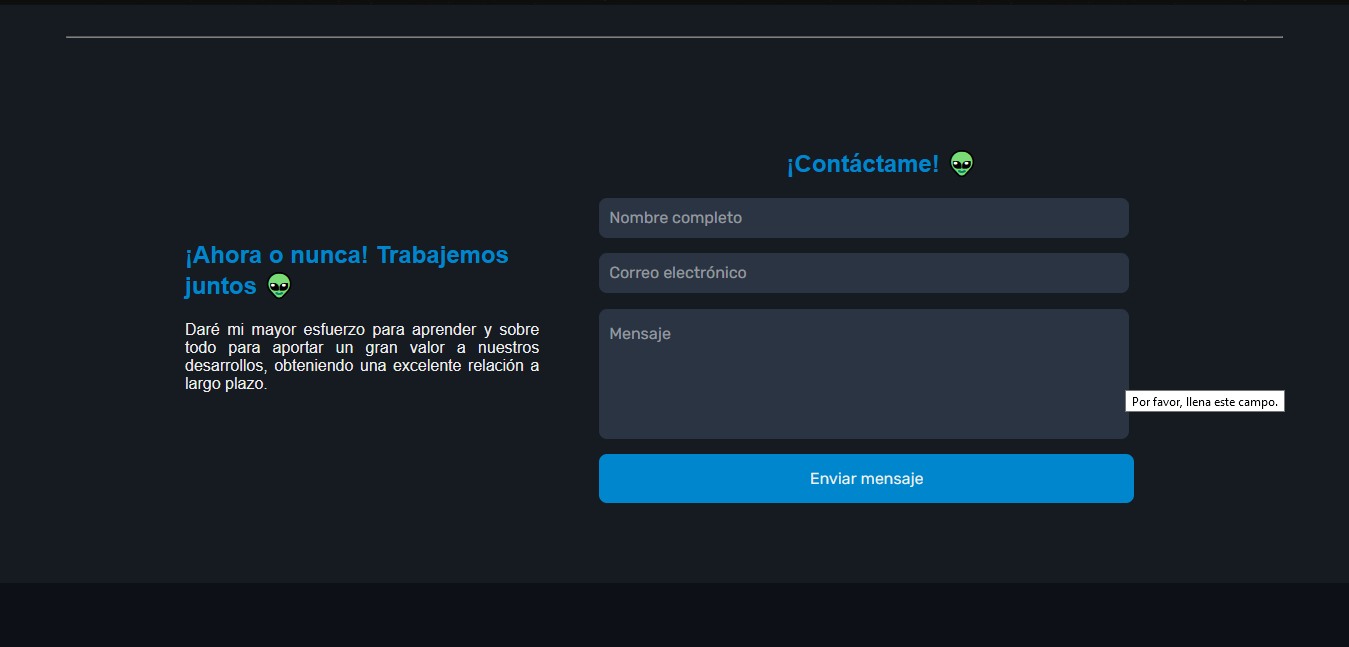 ¡Ahora o nunca! Trabajemos
juntos 👽
Daré mi mayor esfuerzo para aprender y sobre
todo para aportar un gran valor a nuestros
desarrollos, obteniendo una excelente relación a
largo plazo.
¡Contáctame! 👽
Nombre completo
Correo electrónico
Mensaje
Por favor, llena este campo.
Enviar mensaje